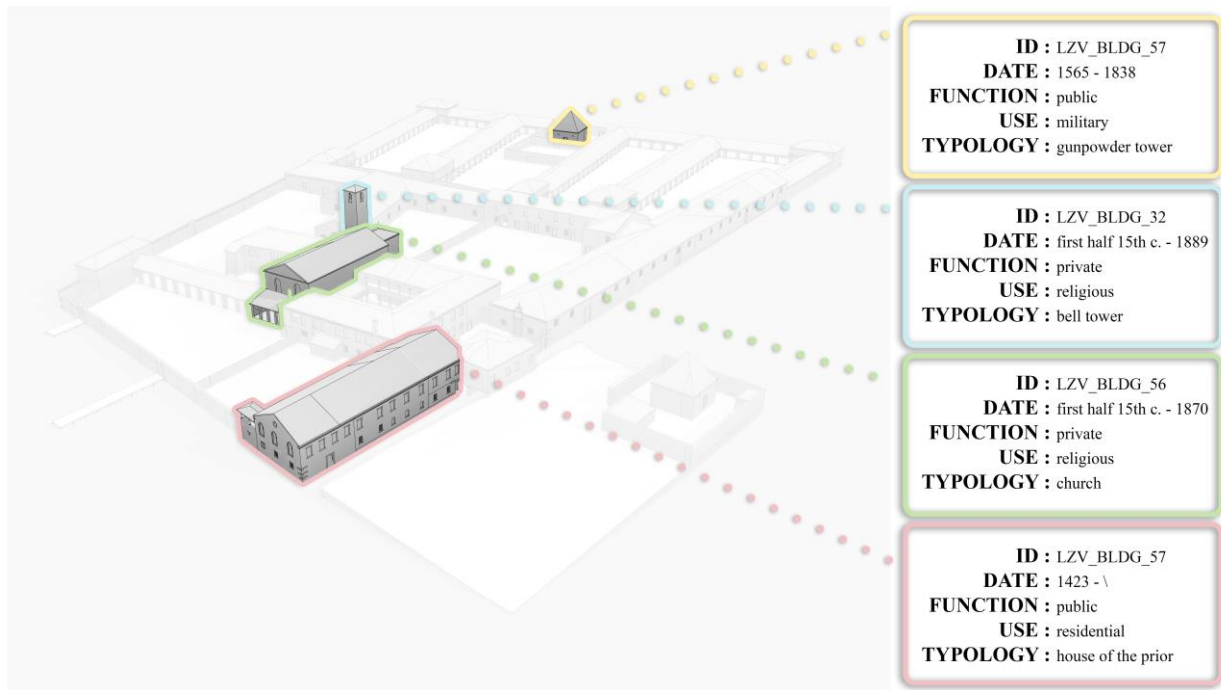 ID : LZV_BLDG_57
DATE : 1565 - 1838
FUNCTION : public
USE : military
TYPOLOGY : gunpowder tower
ID : LZV_BLDG_32
DATE : first half 15th c. - 1889
FUNCTION : private
USE : religious
TYPOLOGY : bell tower
ID : LZV_BLDG_56
DATE : first half 15th c. - 1870
FUNCTION : private
USE : religious
TYPOLOGY : church
ID : LZV_BLDG_57
DATE : 1423 - \
FUNCTION : public
USE : residential
TYPOLOGY : house of the prior